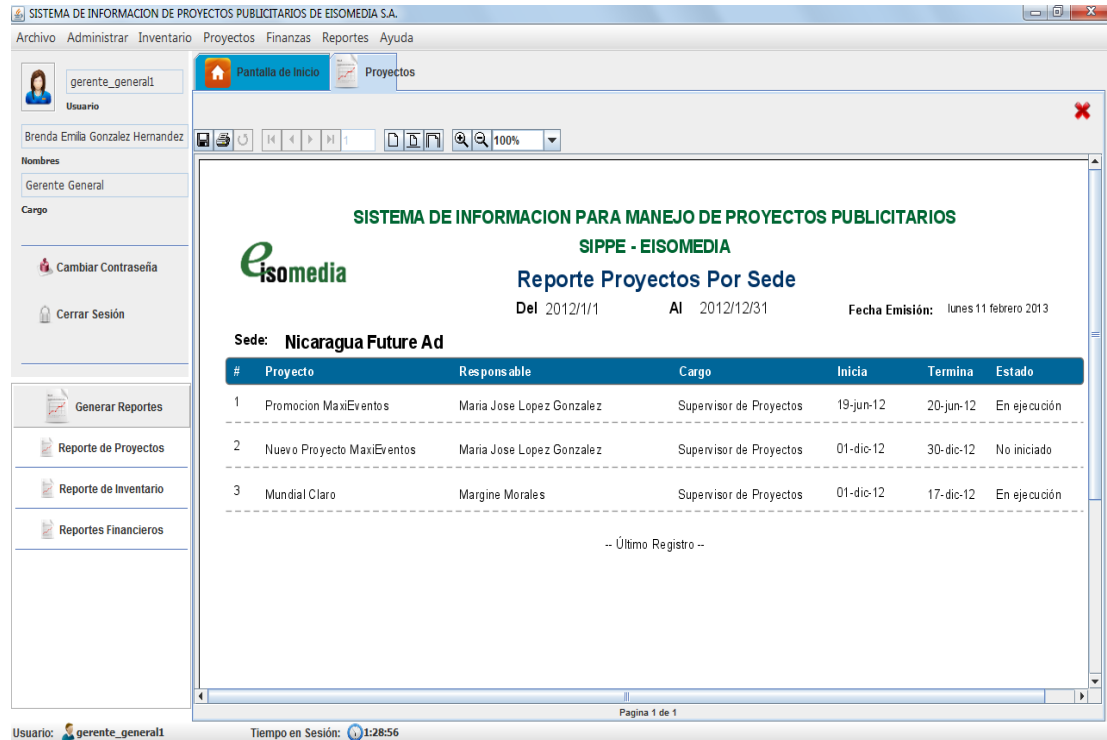 SISTEMA DE INFORMACION DE PROYECTOS PUBLICITARIOS DE EISOMEDIA S.A.
Archivo Administrar Inventario Proyectos Finanzas Reportes Ayuda
gerente_general1
Usuario
Brenda Emilia Gonzalez Hernandez
Nombres
Gerente General
Cargo
Cambiar Contraseña
Cerrar Sesión
Generar Reportes
Reporte de Proyectos
Reporte de Inventario
Reportes Financieros
Pantalla de Inicio Proyectos
1 100%
SISTEMA DE INFORMACION PARA MANEJO DE PROYECTOS PUBLICITARIOS
SIPPE - EISOMEDIA
eisomedia
Reporte Proyectos Por Sede
Del 2012/1/1 Al 2012/12/31 Fecha Emisión: lunes 11 febrero 2013
Sede: Nicaragua Future Ad
# Proyecto Responsable Cargo Inicia Termina Estado
1 Promocion MaxiEventos Maria Jose Lopez Gonzalez Supervisor de Proyectos 19-jun-12 20-jun-12 En ejecución
2 Nuevo Proyecto MaxiEventos Maria Jose Lopez Gonzalez Supervisor de Proyectos 01-dic-12 30-dic-12 No iniciado
3 Mundial Claro Margine Morales Supervisor de Proyectos 01-dic-12 17-dic-12 En ejecución
-- Último Registro --
Pagina 1 de 1
Usuario: gerente_general1 Tiempo en Sesión: 1:28:56